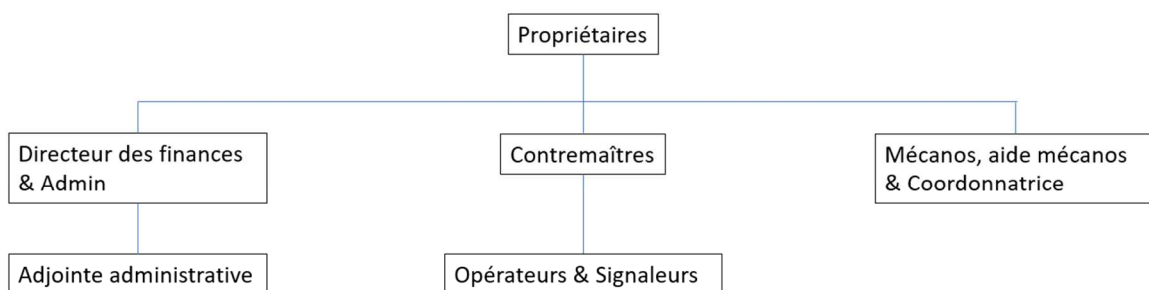 Propriétaires
Directeur des finances
& Admin
Contremaîtres
Mécanos, aide mécanos
& Coordonnatrice
Adjointe administrative
Opérateurs & Signaleurs